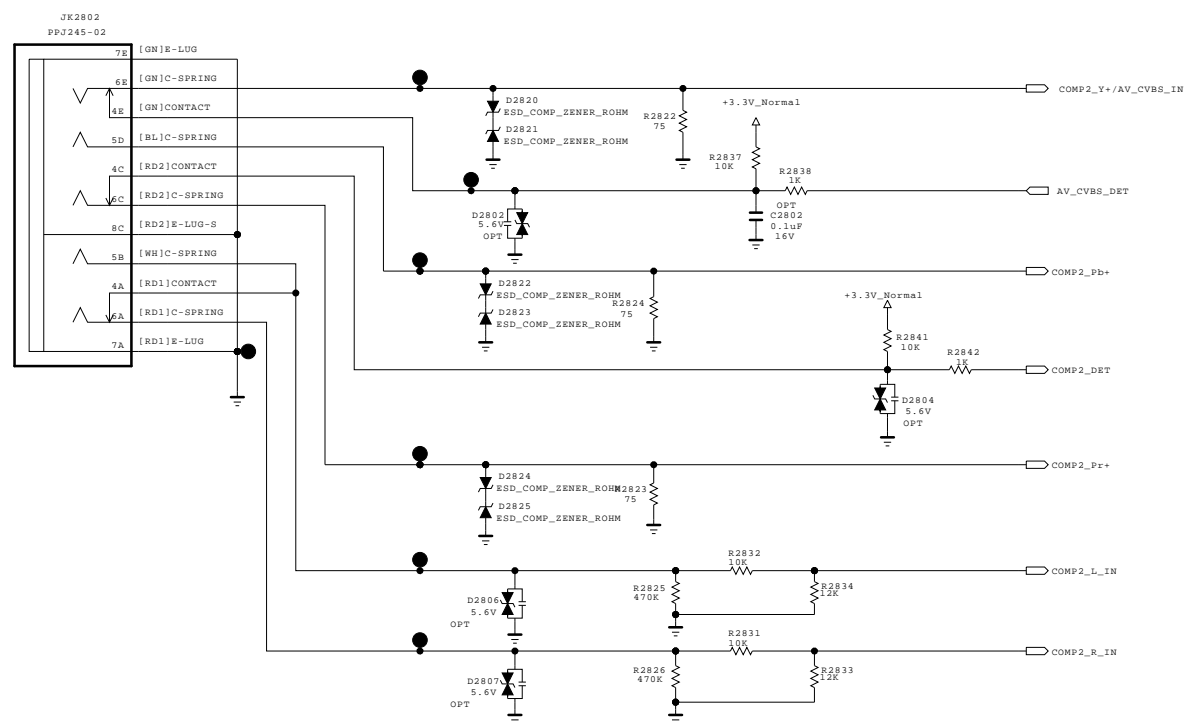 JK2802
PPJ245-02
7E [GN]E-LUG
6E [GN]C-SPRING
4E [GN]CONTACT
5D [BL]C-SPRING
4C [RD2]CONTACT
6C [RD2]C-SPRING
8C [RD2]E-LUG-S
5B [WH]C-SPRING
4A [RD1]CONTACT
6A [RD1]C-SPRING
7A [RD1]E-LUG
D2820
ESD_COMP_ZENER_ROHM
D2821
ESD_COMP_ZENER_ROHM
R2822
75
COMP2_Y+/AV_CVBS_IN
+3.3V_Normal
R2837
10K
R2838
1K
AV_CVBS_DET
D2802
5.6V
OPT
OPT
C2802
0.1uF
16V
COMP2_Pb+
D2822
ESD_COMP_ZENER_ROHM
D2823
ESD_COMP_ZENER_ROHM
R2824
75
+3.3V_Normal
R2841
10K
R2842
1K
COMP2_DET
D2804
5.6V
OPT
COMP2_Pr+
D2824
ESD_COMP_ZENER_ROHM
D2825
ESD_COMP_ZENER_ROHM
R2823
75
R2832
10K
COMP2_L_IN
D2806
5.6V
OPT
R2825
470K
R2834
12K
R2831
10K
COMP2_R_IN
D2807
5.6V
OPT
R2826
470K
R2833
12K